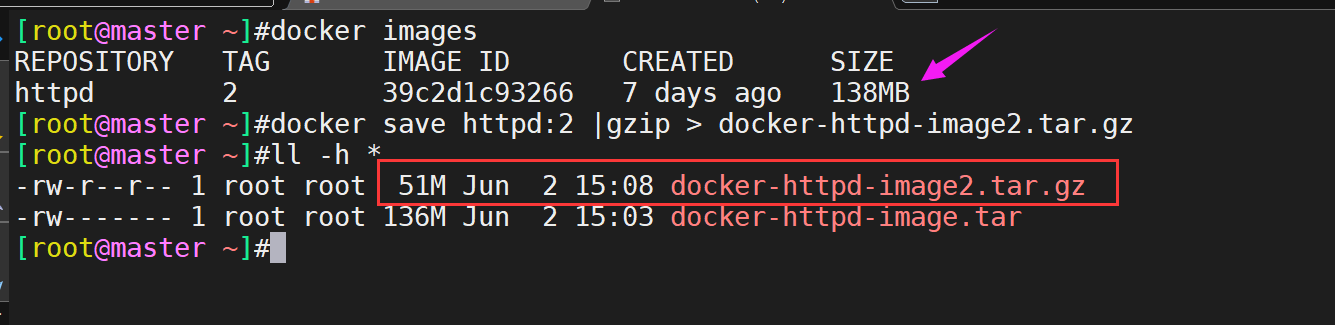 [root@master ~]#docker images
REPOSITORY   TAG       IMAGE ID       CREATED      SIZE
httpd        2         39c2d1c93266   7 days ago   138MB
[root@master ~]#docker save httpd:2 |gzip > docker-httpd-image2.tar.gz
[root@master ~]#ll -h *
-rw-r--r-- 1 root root  51M Jun  2 15:08 docker-httpd-image2.tar.gz
-rw------- 1 root root 136M Jun  2 15:03 docker-httpd-image.tar
[root@master ~]#